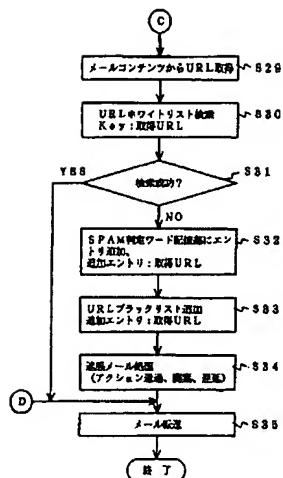 C
メールコンテンツからURL取得
S29
URLホワイトリスト検索
Key:取得URL
S30
検索成功?
S31
YES
NO
SPAM判定ワード記憶部にエント
リ追加、
追加エントリ:取得URL
S32
URLブラックリスト追加
追加エントリ:取得URL
S33
迷惑メール処理
(アクション通過、廃棄、遅延)
S34
D
メール転送
S35
終了